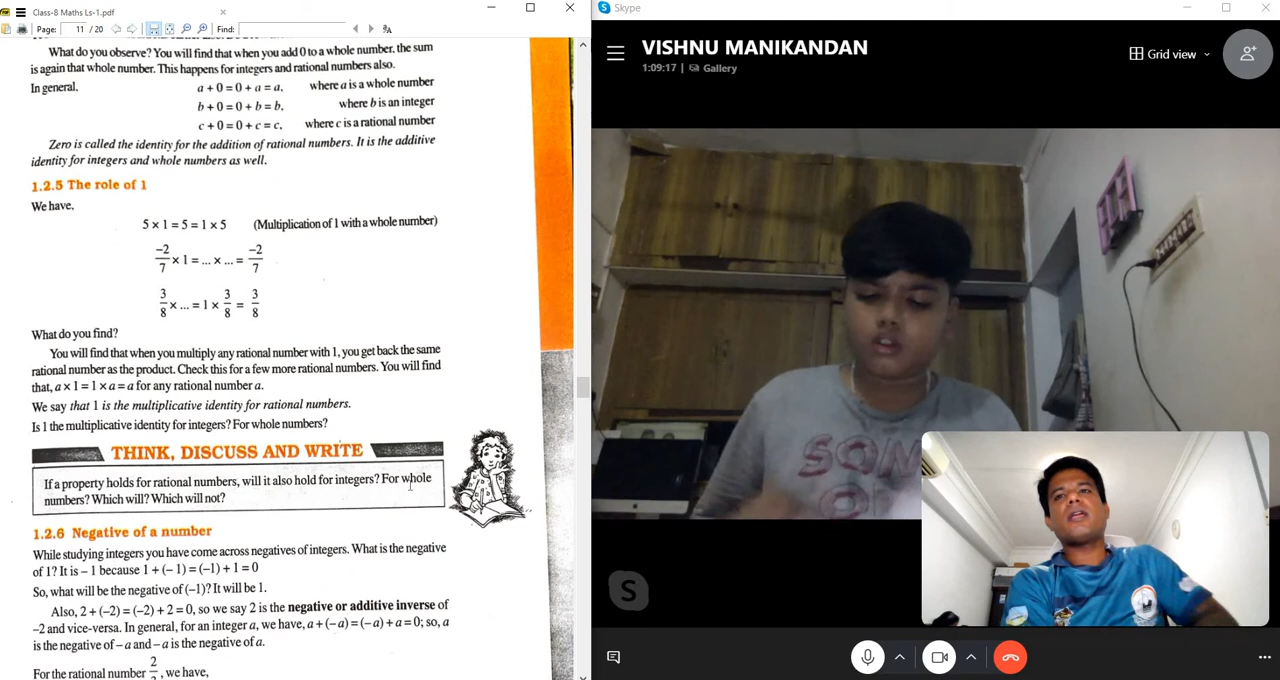 Class-8 Maths Ls-1.pdf
Page: 11 / 20 Find:
What do you observe? You will find that when you add 0 to a whole number, the sum
is again that whole number. This happens for integers and rational numbers also.
In general, a + 0 = 0 + a = a, where a is a whole number
b + 0 = 0 + b = b, where b is an integer
c + 0 = 0 + c = c, where c is a rational number
Zero is called the identity for the addition of rational numbers. It is the additive
identity for integers and whole numbers as well.
1.2.5 The role of 1
We have,
5 × 1 = 5 = 1 × 5 (Multiplication of 1 with a whole number)
-2/7 × 1 = ... × ... = -2/7
3/8 × ... = 1 × 3/8 = 3/8
What do you find?
You will find that when you multiply any rational number with 1, you get back the same
rational number as the product. Check this for a few more rational numbers. You will find
that, a × 1 = 1 × a = a for any rational number a.
We say that 1 is the multiplicative identity for rational numbers.
Is 1 the multiplicative identity for integers? For whole numbers?
THINK, DISCUSS AND WRITE
If a property holds for rational numbers, will it also hold for integers? For whole
numbers? Which will? Which will not?
1.2.6 Negative of a number
While studying integers you have come across negatives of integers. What is the negative
of 1? It is – 1 because 1 + (– 1) = (–1) + 1 = 0
So, what will be the negative of (–1)? It will be 1.
Also, 2 + (–2) = (–2) + 2 = 0, so we say 2 is the negative or additive inverse of
–2 and vice-versa. In general, for an integer a, we have, a + (–a) = (–a) + a = 0; so, a
is the negative of – a and – a is the negative of a.
For the rational number 2/, we have,
Skype
VISHNU MANIKANDAN
1:09:17 | Gallery
Grid view
S